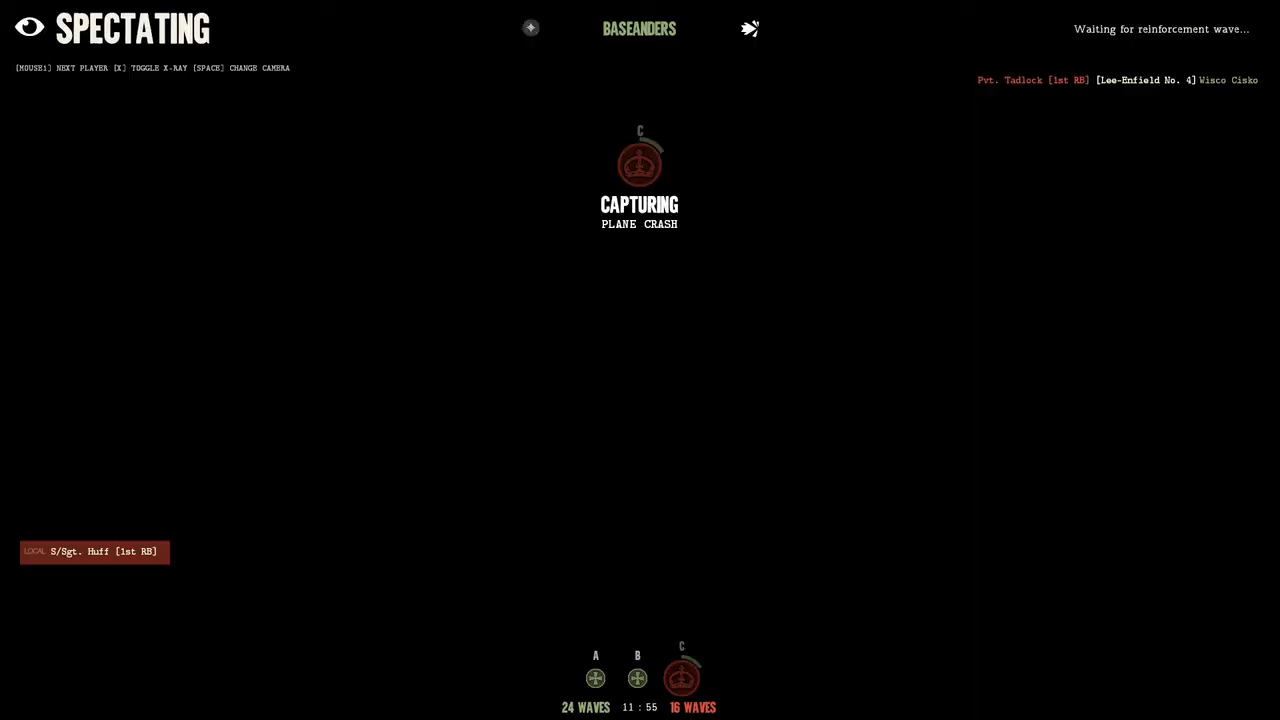 SPECTATING
BASEANDERS
Waiting for reinforcement wave...
[MOUSE1] NEXT PLAYER [X] TOGGLE X-RAY [SPACE] CHANGE CAMERA
Pvt. Tadlock [1st RB] [Lee-Enfield No. 4] Wisco Cisko
C
CAPTURING
PLANE CRASH
LOCAL S/Sgt. Huff [1st RB]
A B C
24 WAVES 11 : 55 16 WAVES